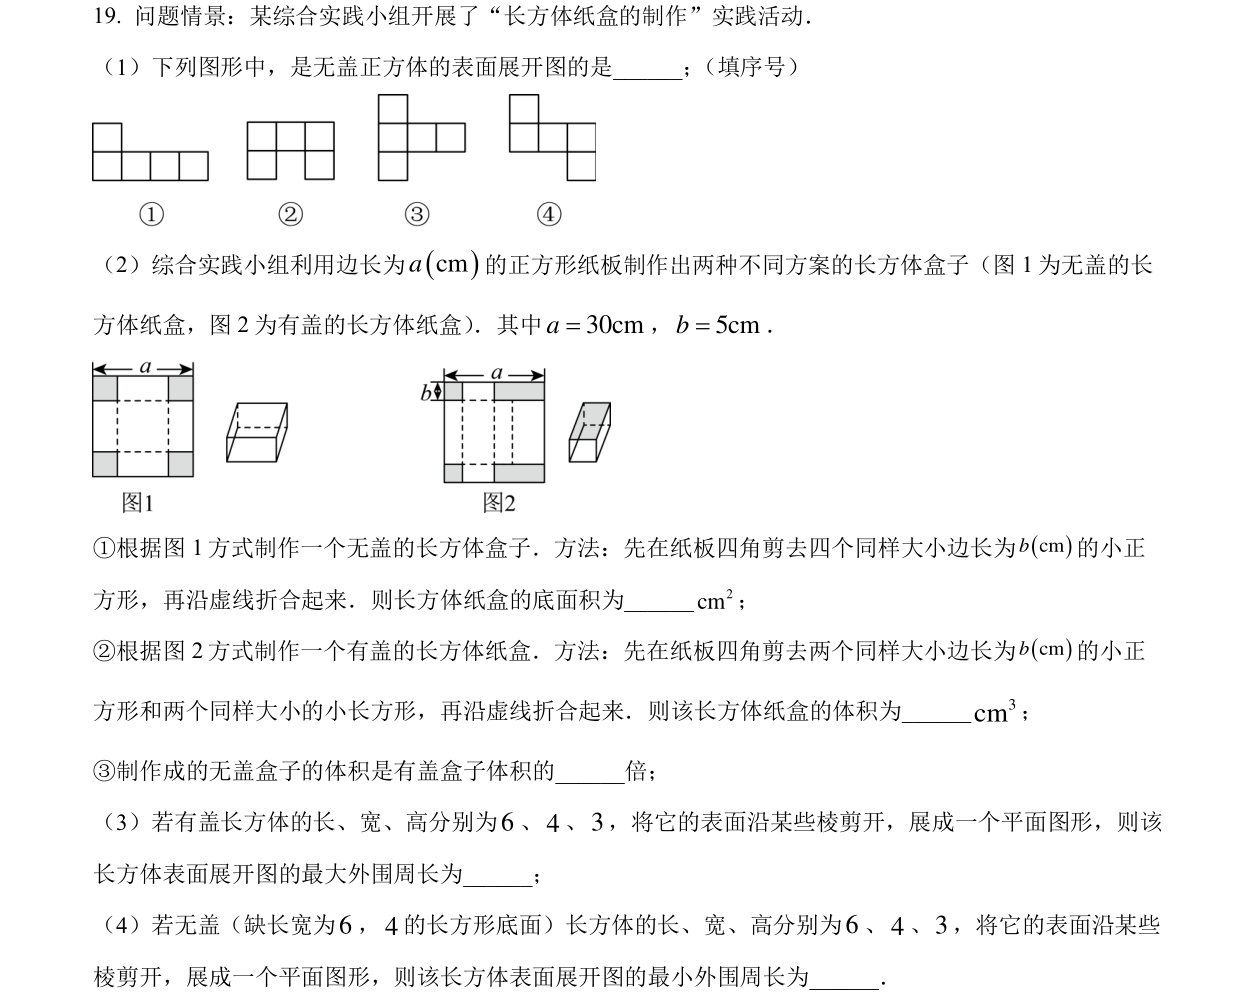 19. 问题情景：某综合实践小组开展了“长方体纸盒的制作”实践活动．
（1）下列图形中，是无盖正方体的表面展开图的是______；（填序号）
① ② ③ ④
（2）综合实践小组利用边长为a(cm)的正方形纸板制作出两种不同方案的长方体盒子（图 1 为无盖的长
方体纸盒，图 2 为有盖的长方体纸盒）．其中a = 30cm，b = 5cm．
a a
b
图1 图2
①根据图 1 方式制作一个无盖的长方体盒子．方法：先在纸板四角剪去四个同样大小边长为b(cm)的小正
方形，再沿虚线折合起来．则长方体纸盒的底面积为______cm²；
②根据图 2 方式制作一个有盖的长方体纸盒．方法：先在纸板四角剪去两个同样大小边长为b(cm)的小正
方形和两个同样大小的小长方形，再沿虚线折合起来．则该长方体纸盒的体积为______cm³；
③制作成的无盖盒子的体积是有盖盒子体积的______倍；
（3）若有盖长方体的长、宽、高分别为6、4、3，将它的表面沿某些棱剪开，展成一个平面图形，则该
长方体表面展开图的最大外围周长为______；
（4）若无盖（缺长宽为6，4的长方形底面）长方体的长、宽、高分别为6、4、3，将它的表面沿某些
棱剪开，展成一个平面图形，则该长方体表面展开图的最小外围周长为______．